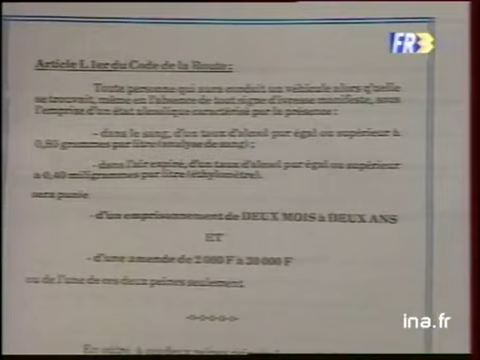 FR3
Article L 1er du Code de la Route :
Toute personne qui aura conduit un véhicule alors qu'elle
se trouvait, même en l'absence de tout signe d'ivresse manifeste, sous
l'emprise d'un état alcoolique caractérisé par la présence :
- dans le sang, d'un taux d'alcool pur égal ou supérieur à
0,80 grammes par litre (analyse de sang) ;
- dans l'air expiré, d'un taux d'alcool pur égal ou supérieur
à 0,40 milligrammes par litre (éthylomètre).
sera punie
- d'un emprisonnement de DEUX MOIS à DEUX ANS
ET
- d'une amende de 2 000 F à 30 000 F
ou de l'une de ces deux peines seulement.
ina.fr
En outre, à